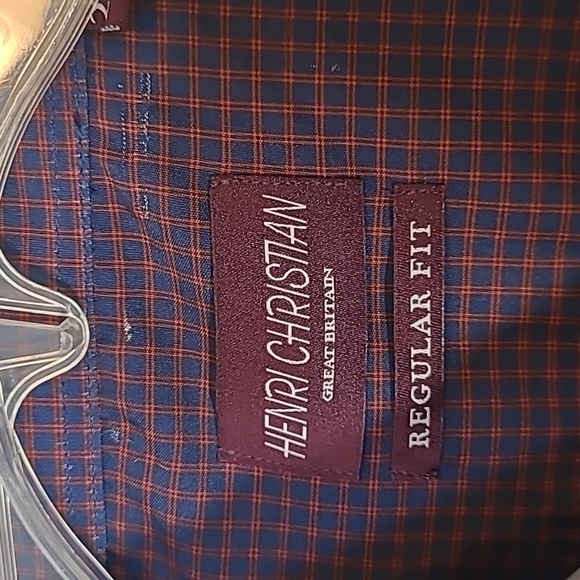 HENRI CHRISTIAN
GREAT BRITAIN
REGULAR FIT